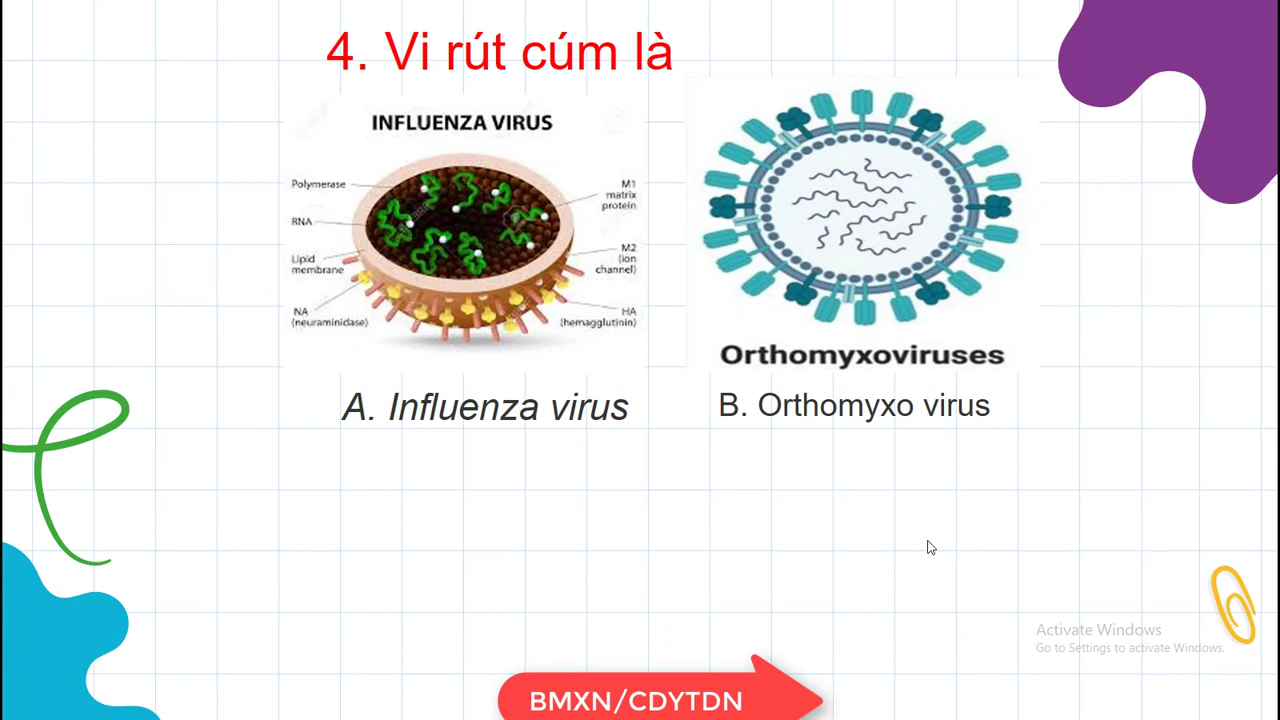 4. Vi rút cúm là
INFLUENZA VIRUS
Polymerase
RNA
Lipid
membrane
NA
(neuraminidase)
M1
matrix
protein
M2
(ion
channel)
HA
(hemagglutinin)
Orthomyxoviruses
A. Influenza virus
B. Orthomyxo virus
Activate Windows
Go to Settings to activate Windows.
BMXN/CDYTDN